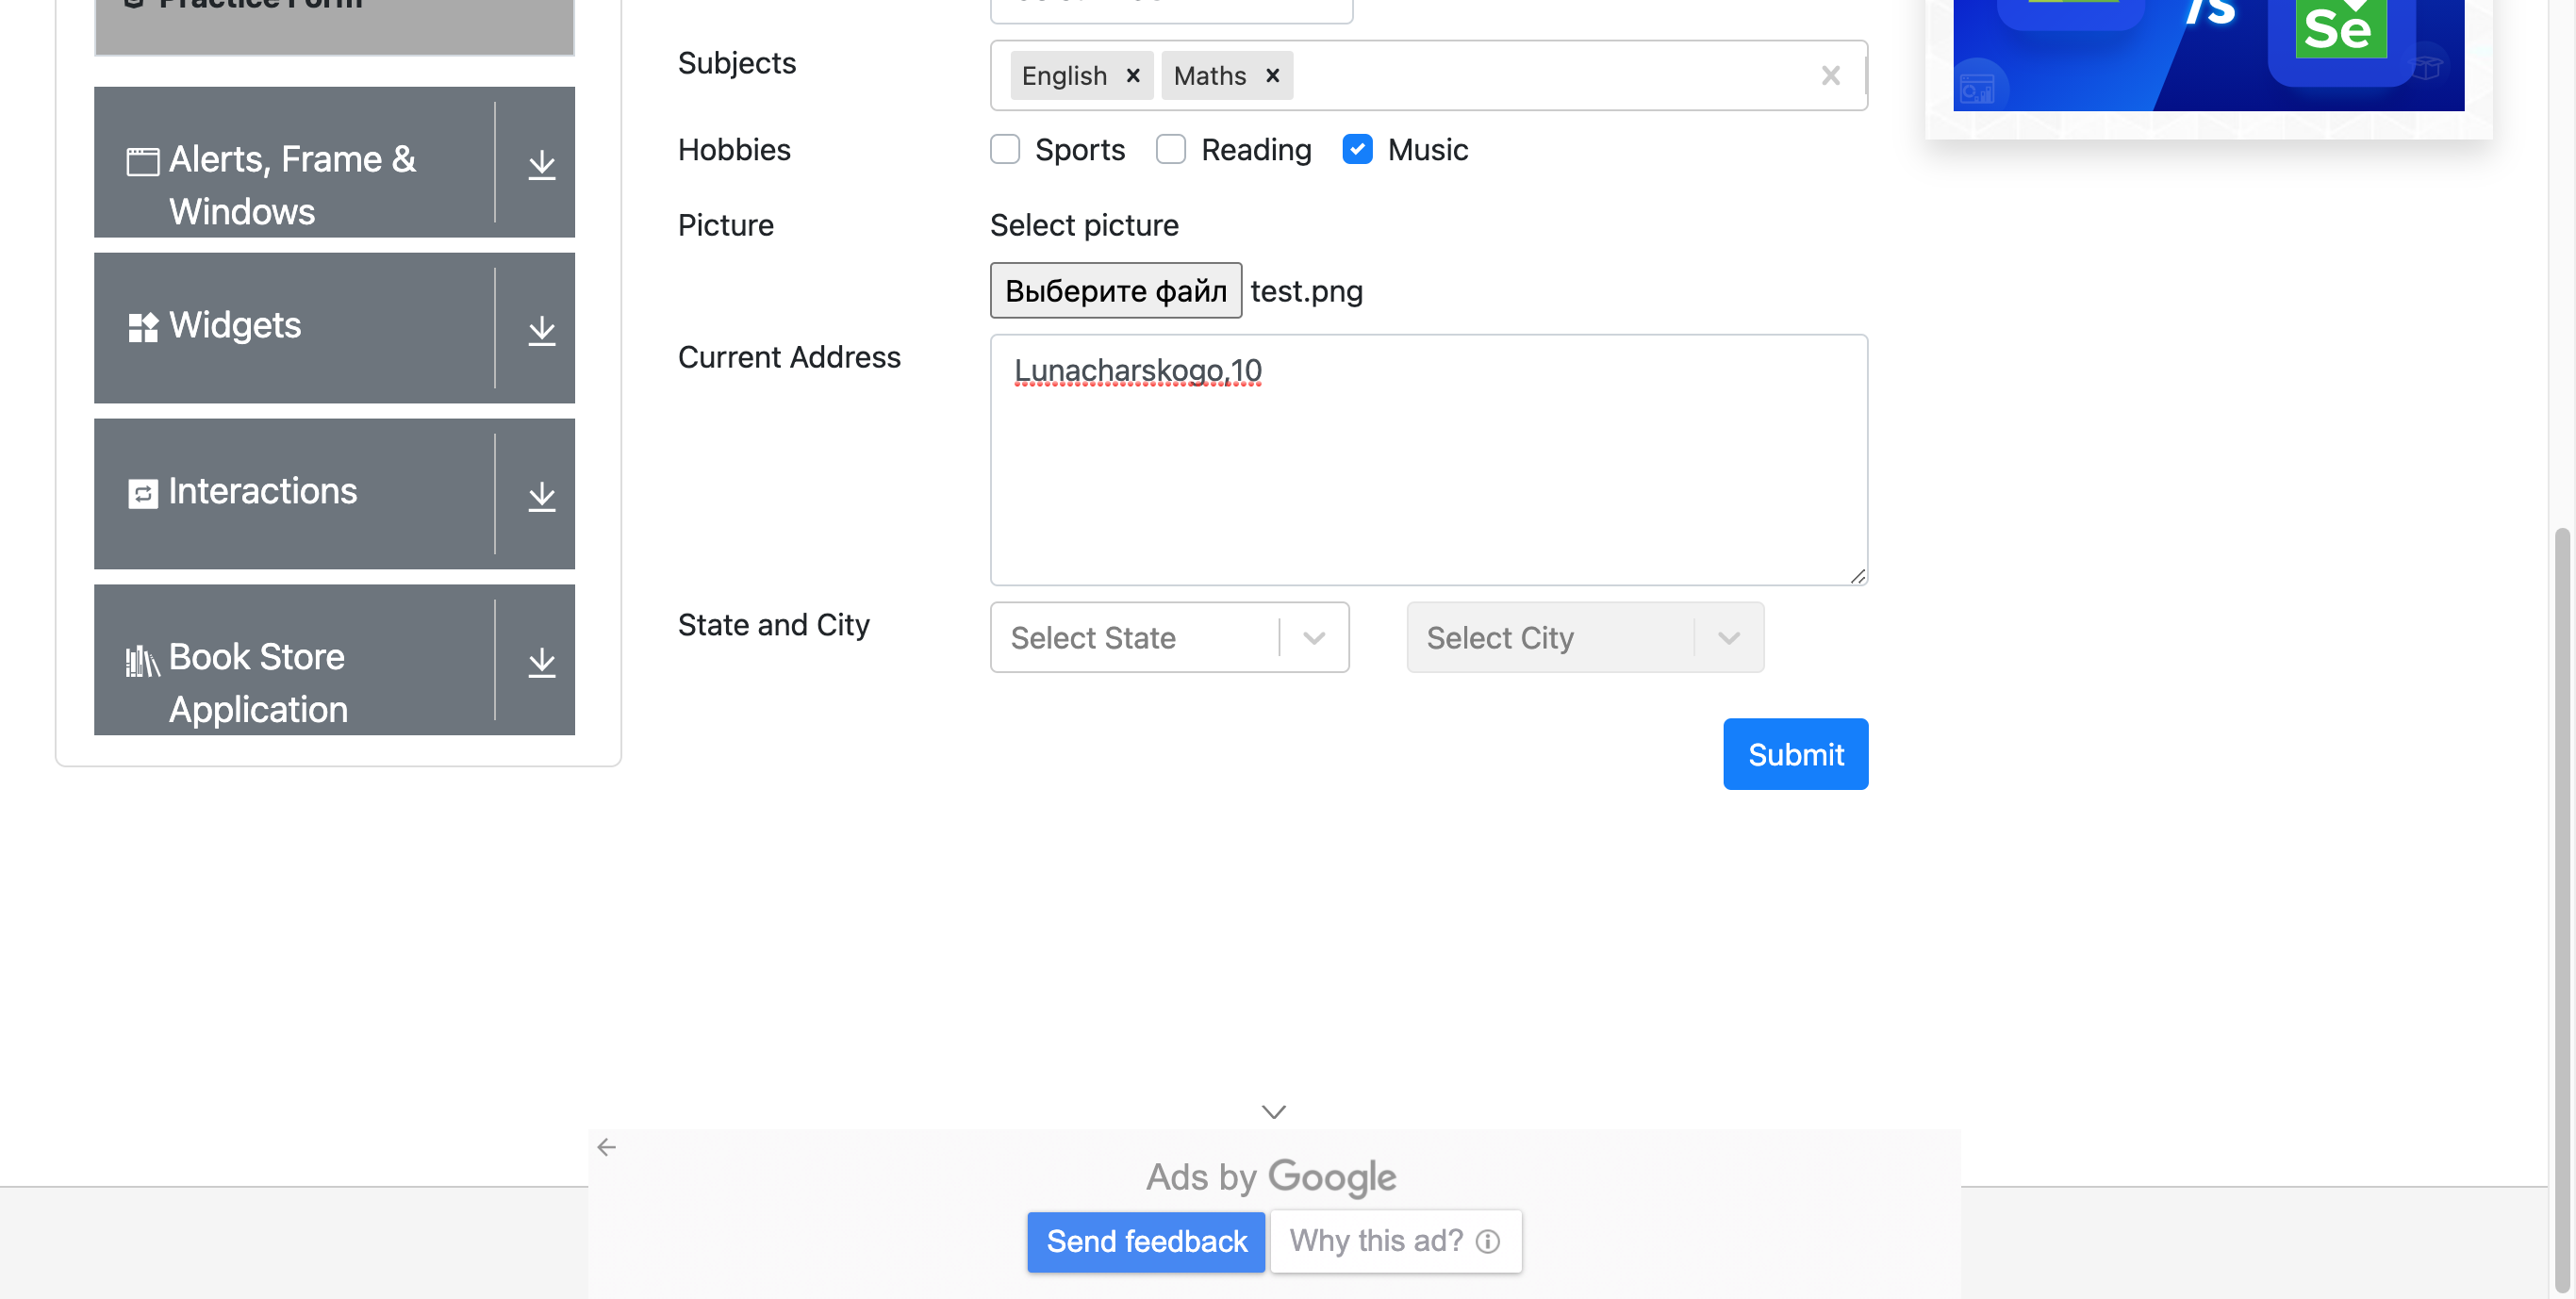 Practice Form
Alerts, Frame &
Windows
Widgets
Interactions
Book Store
Application
Subjects
English
Maths
Hobbies
Sports
Reading
Music
Picture
Select picture
Выберите файл test.png
Current Address
Lunacharskogo,10
State and City
Select State
Select City
Submit
Se
Ads by Google
Send feedback
Why this ad?